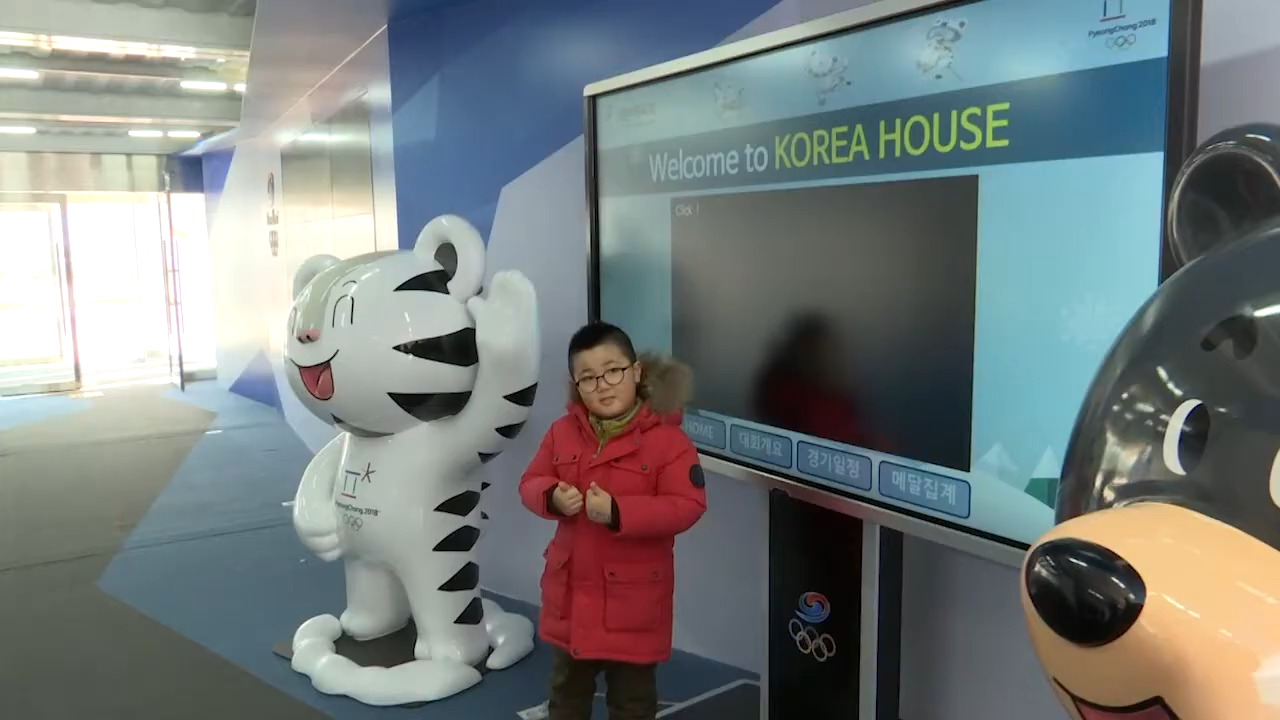 PyeongChang 2018
Welcome to KOREA HOUSE
Click !
HOME
대회개요
경기일정
메달집계
PyeongChang 2018